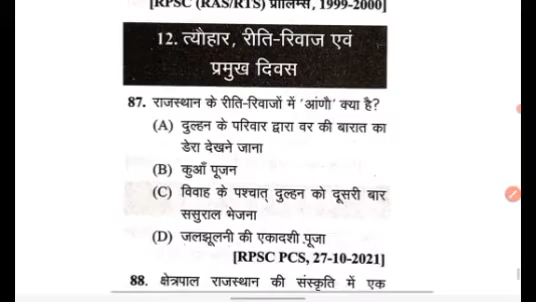 [RPSC (RAS/RTS) प्रीलिम्स, 1999-2000]
12. त्यौहार, रीति-रिवाज एवं
प्रमुख दिवस
87. राजस्थान के रीति-रिवाजों में 'आंणौ' क्या है?
(A) दुल्हन के परिवार द्वारा वर की बारात का
डेरा देखने जाना
(B) कुआँ पूजन
(C) विवाह के पश्चात् दुल्हन को दूसरी बार
ससुराल भेजना
(D) जलझूलनी की एकादशी पूजा
[RPSC PCS, 27-10-2021]
88. क्षेत्रपाल राजस्थान की संस्कृति में एक